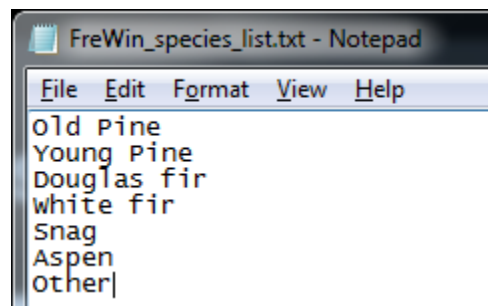 FreWin_species_list.txt - Notepad
File Edit Format View Help
Old Pine
Young Pine
Douglas fir
White fir
Snag
Aspen
Other